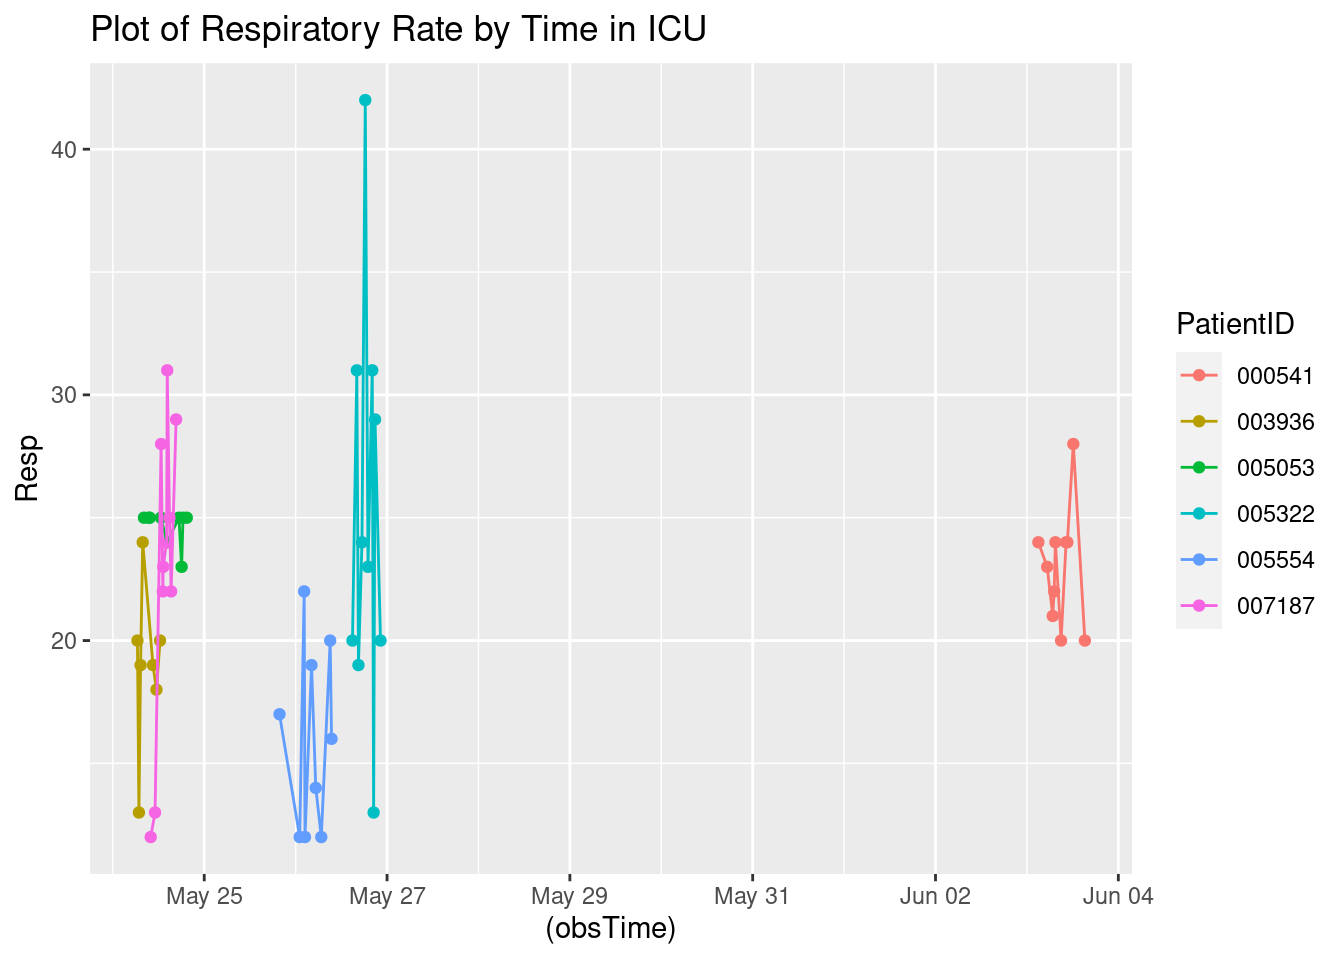 Plot of Respiratory Rate by Time in ICU
40
30
20
Resp
May 25 May 27 May 29 May 31 Jun 02 Jun 04
(obsTime)
PatientID
000541
003936
005053
005322
005554
007187